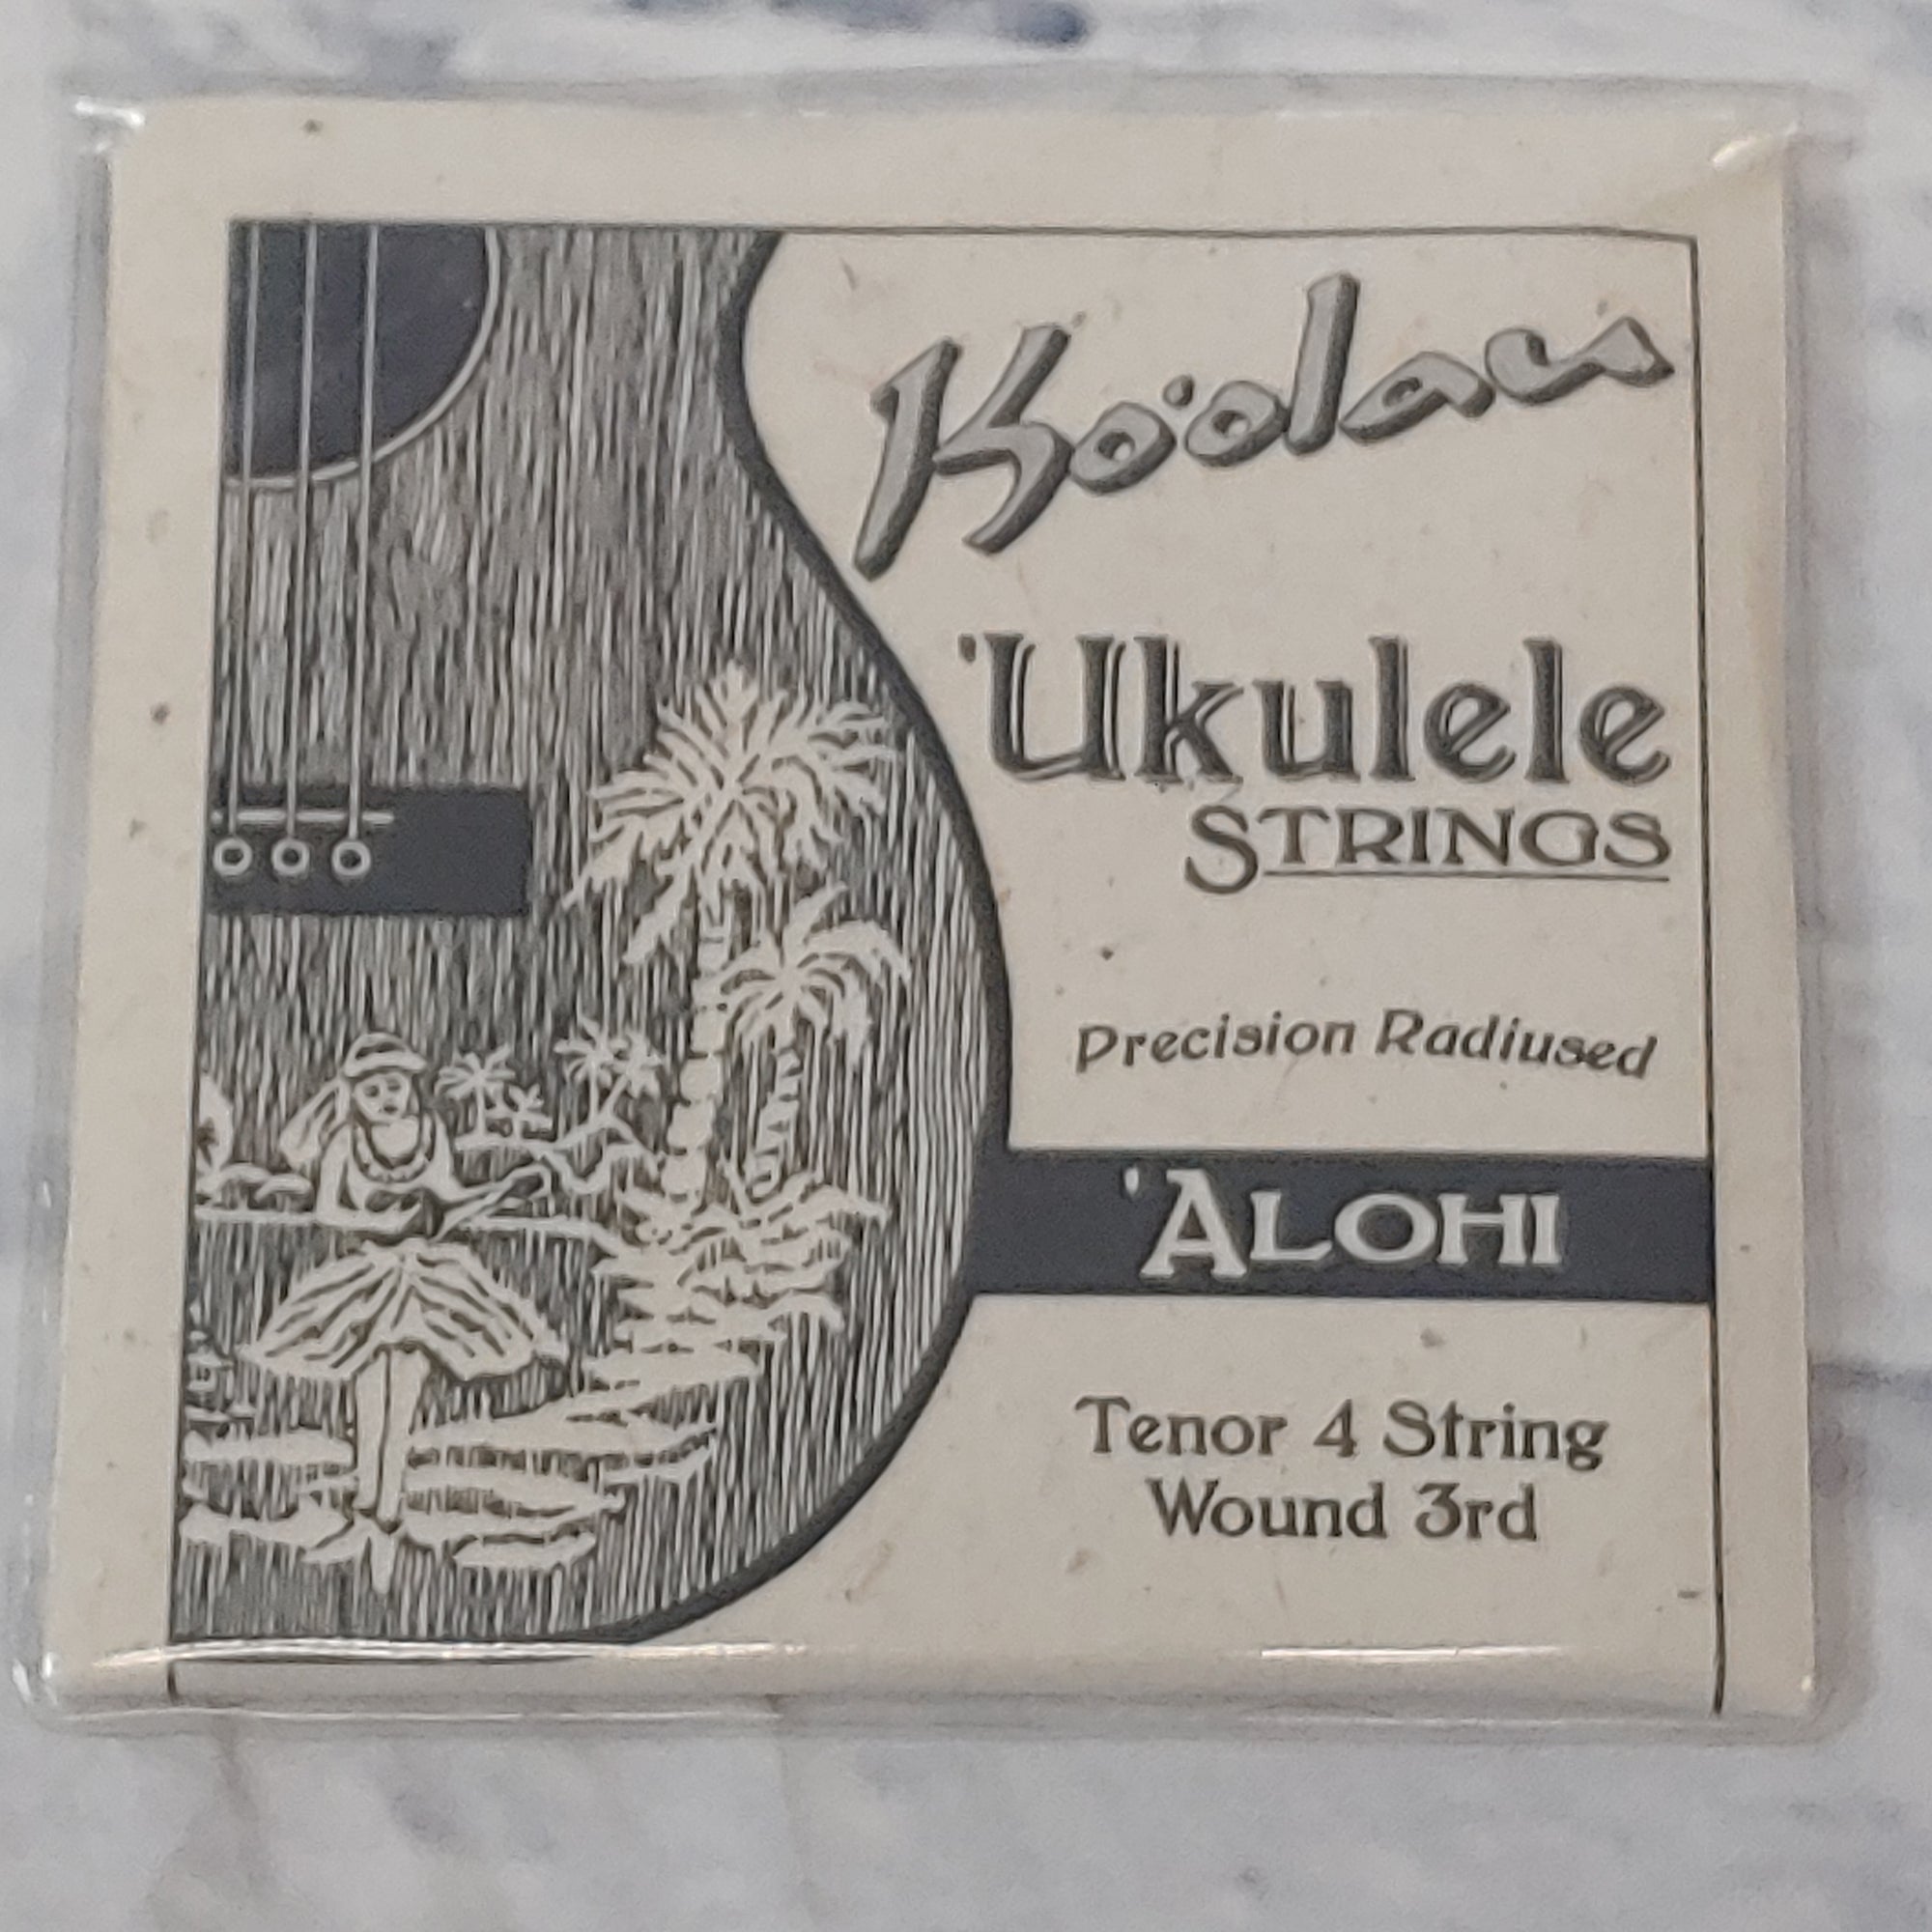 Ko'olau
'Ukulele
STRINGS
Precision Radiused
'ALOHI
Tenor 4 String
Wound 3rd